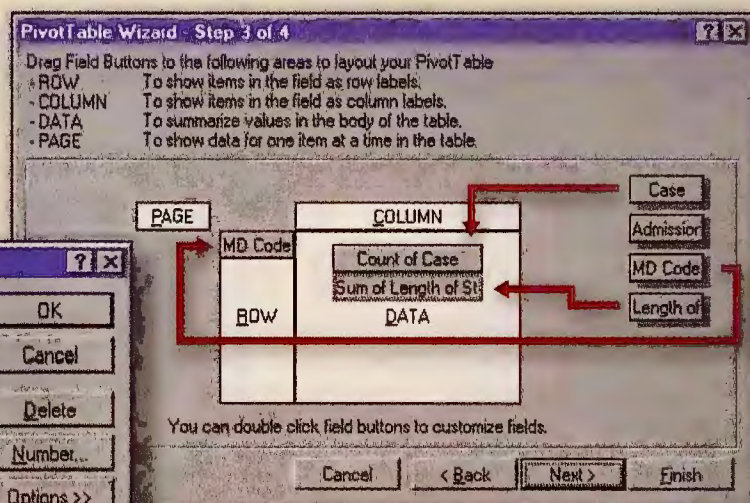 PivotTable Wizard - Step 3 of 4
Drag Field Buttons to the following areas to layout your PivotTable
- ROW To show items in the field as row labels.
- COLUMN To show items in the field as column labels.
- DATA To summarize values in the body of the table.
- PAGE To show data for one item at a time in the table.
Case
PAGE
COLUMN
Admission
MD Code
Count of Case
MD Code
Sum of Length of St
Length of
ROW
DATA
You can double click field buttons to customize fields.
Cancel
< Back
Next >
Finish
OK
Cancel
Delete
Number...
Options >>